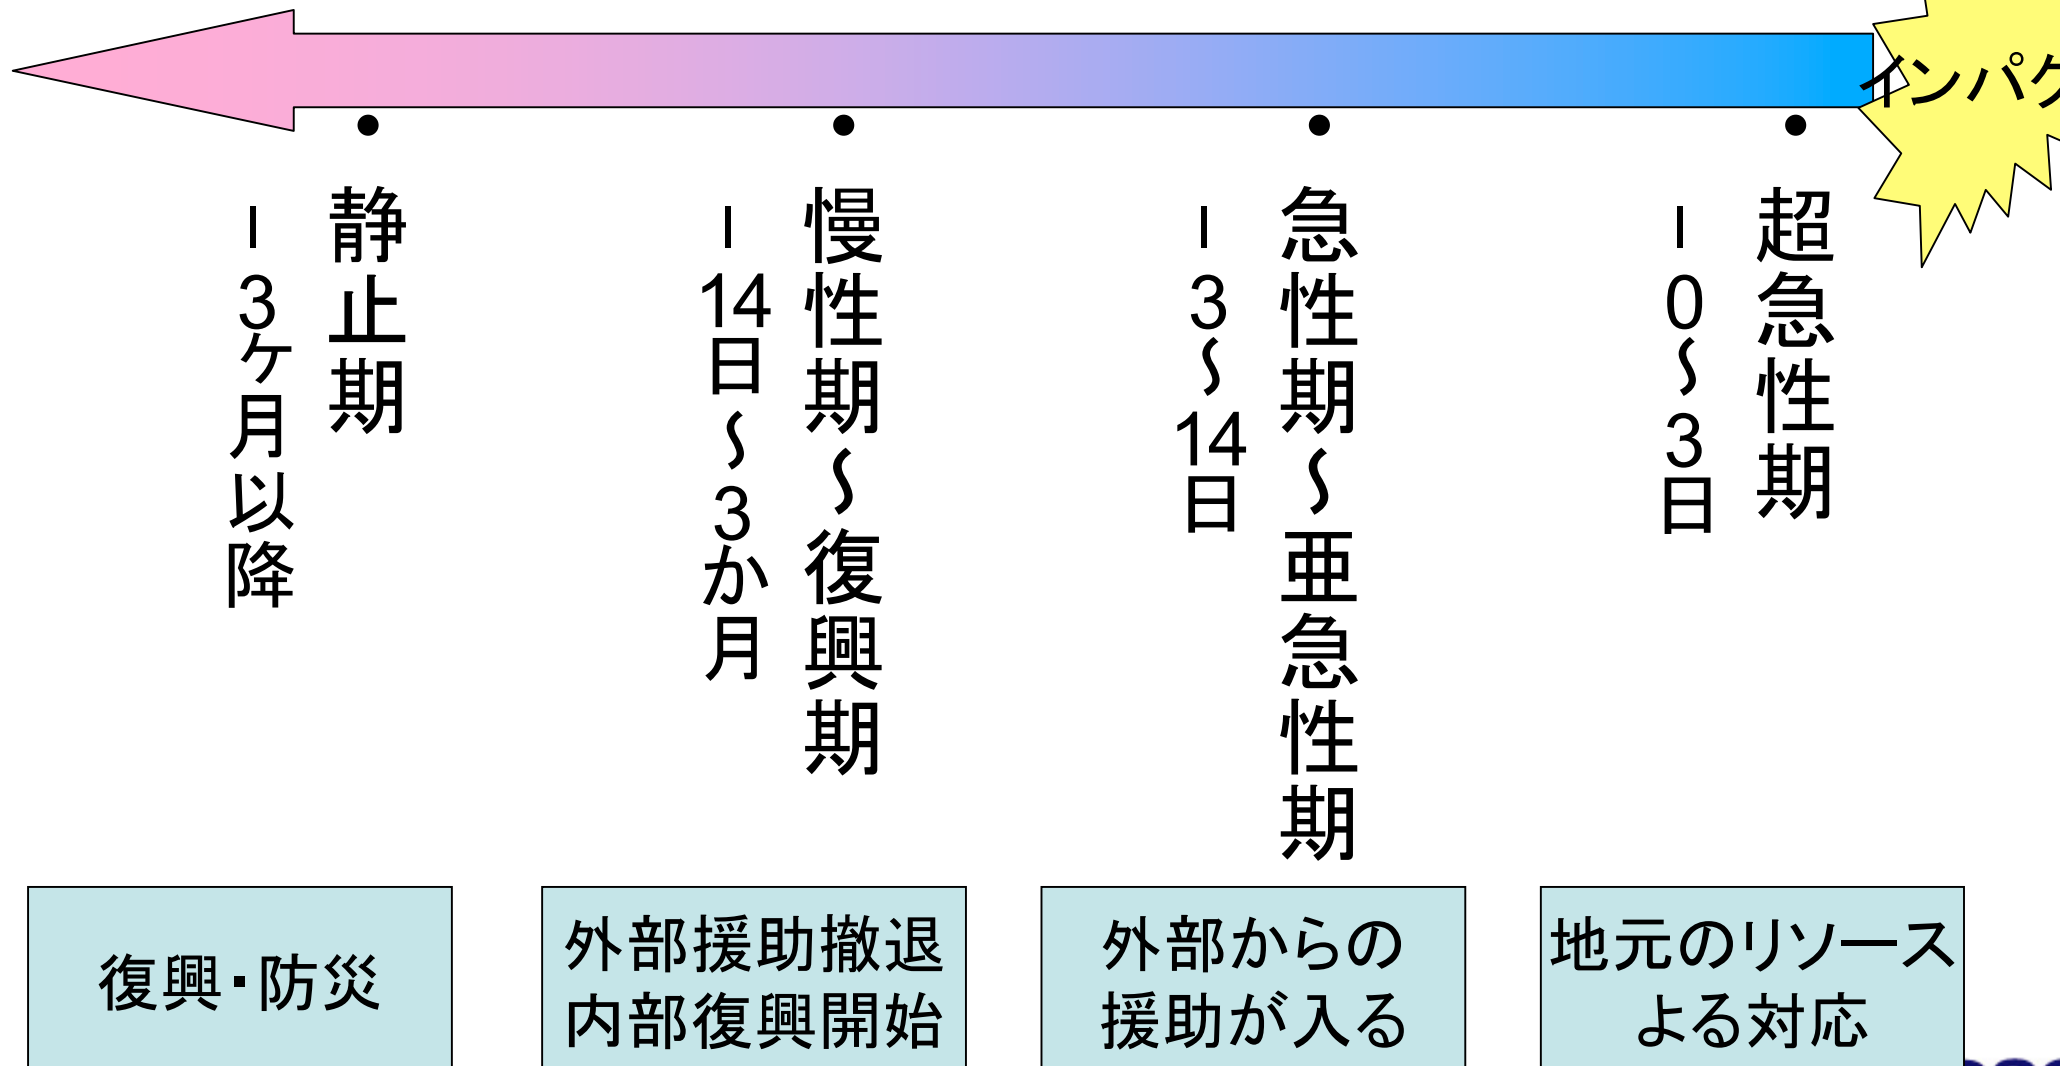 インパク
超急性期
0～3日
急性期～亜急性期
3～14日
慢性期～復興期
14日～3か月
静止期
3ケ月以降
復興・防災
外部援助撤退
内部復興開始
外部からの
援助が入る
地元のリソース
よる対応